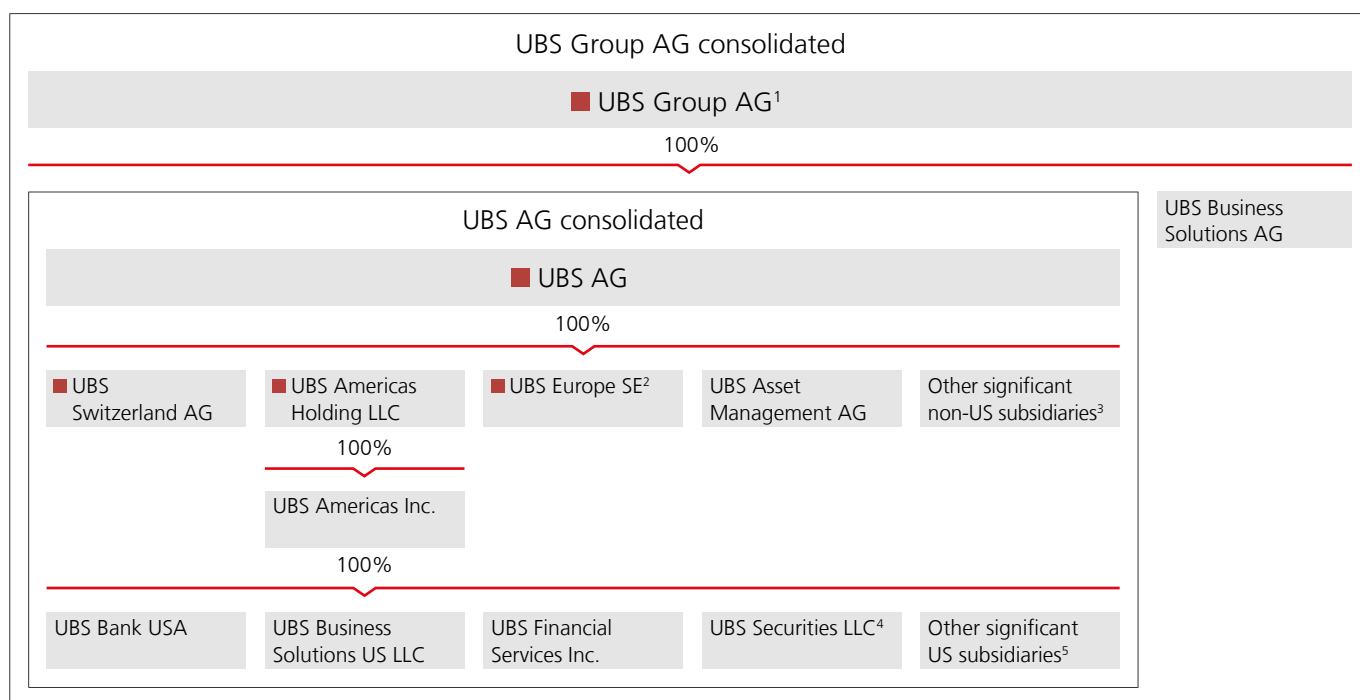 UBS Group AG consolidated
UBS Group AG¹
100%
UBS AG consolidated
UBS Business
Solutions AG
UBS AG
100%
UBS
Switzerland AG
UBS Americas
Holding LLC
UBS Europe SE²
UBS Asset
Management AG
Other significant
non-US subsidiaries³
100%
UBS Americas Inc.
100%
UBS Bank USA
UBS Business
Solutions US LLC
UBS Financial
Services Inc.
UBS Securities LLC⁴
Other significant
US subsidiaries⁵